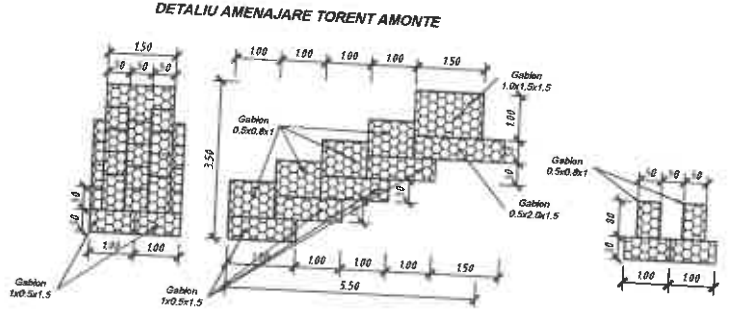 DETALIU AMENAJARE TORENT AMONTE
1.50
1.00 1.00 1.00 1.00 1.50
Gabion
1.0x1.5x1.5
1.00
Gabion
0.5x0.8x1
3.50
Gabion
0.5x2.0x1.5
Gabion
0.5x0.8x1
80
1.00 1.00
1.00 1.00 1.00 1.50
5.50
Gabion
1x0.5x1.5
Gabion
1x0.5x1.5
1.00 1.00